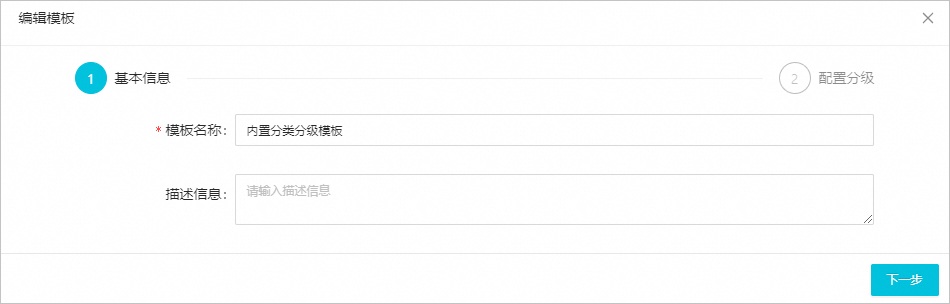 编辑模板
1 基本信息 2 配置分级
* 模板名称: 内置分类分级模板
描述信息: 请输入描述信息
下一步